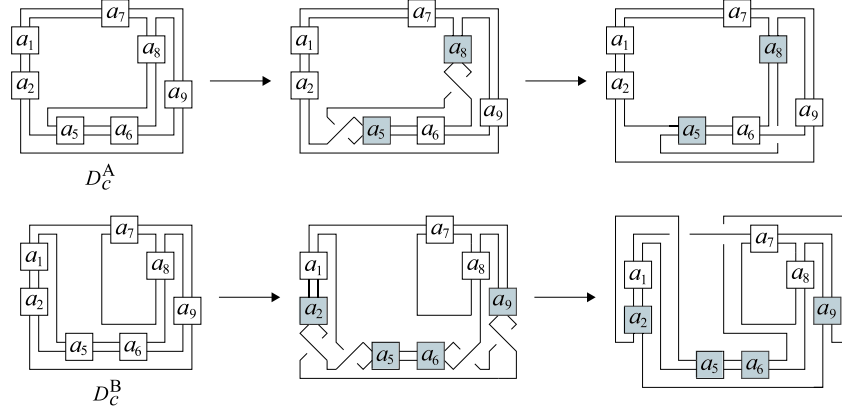 a₇ a₇ a₇
a₁ a₈ a₁ a₈ a₁ a₈
a₂ a₉ a₂ a₉ a₂ a₉
a₅ a₆ a₅ a₆ a₅ a₆
D_c^A
a₇ a₇ a₇
a₁ a₈ a₁ a₈ a₁ a₈
a₂ a₉ a₂ a₉ a₂ a₉
a₅ a₆ a₅ a₆ a₅ a₆
D_c^B